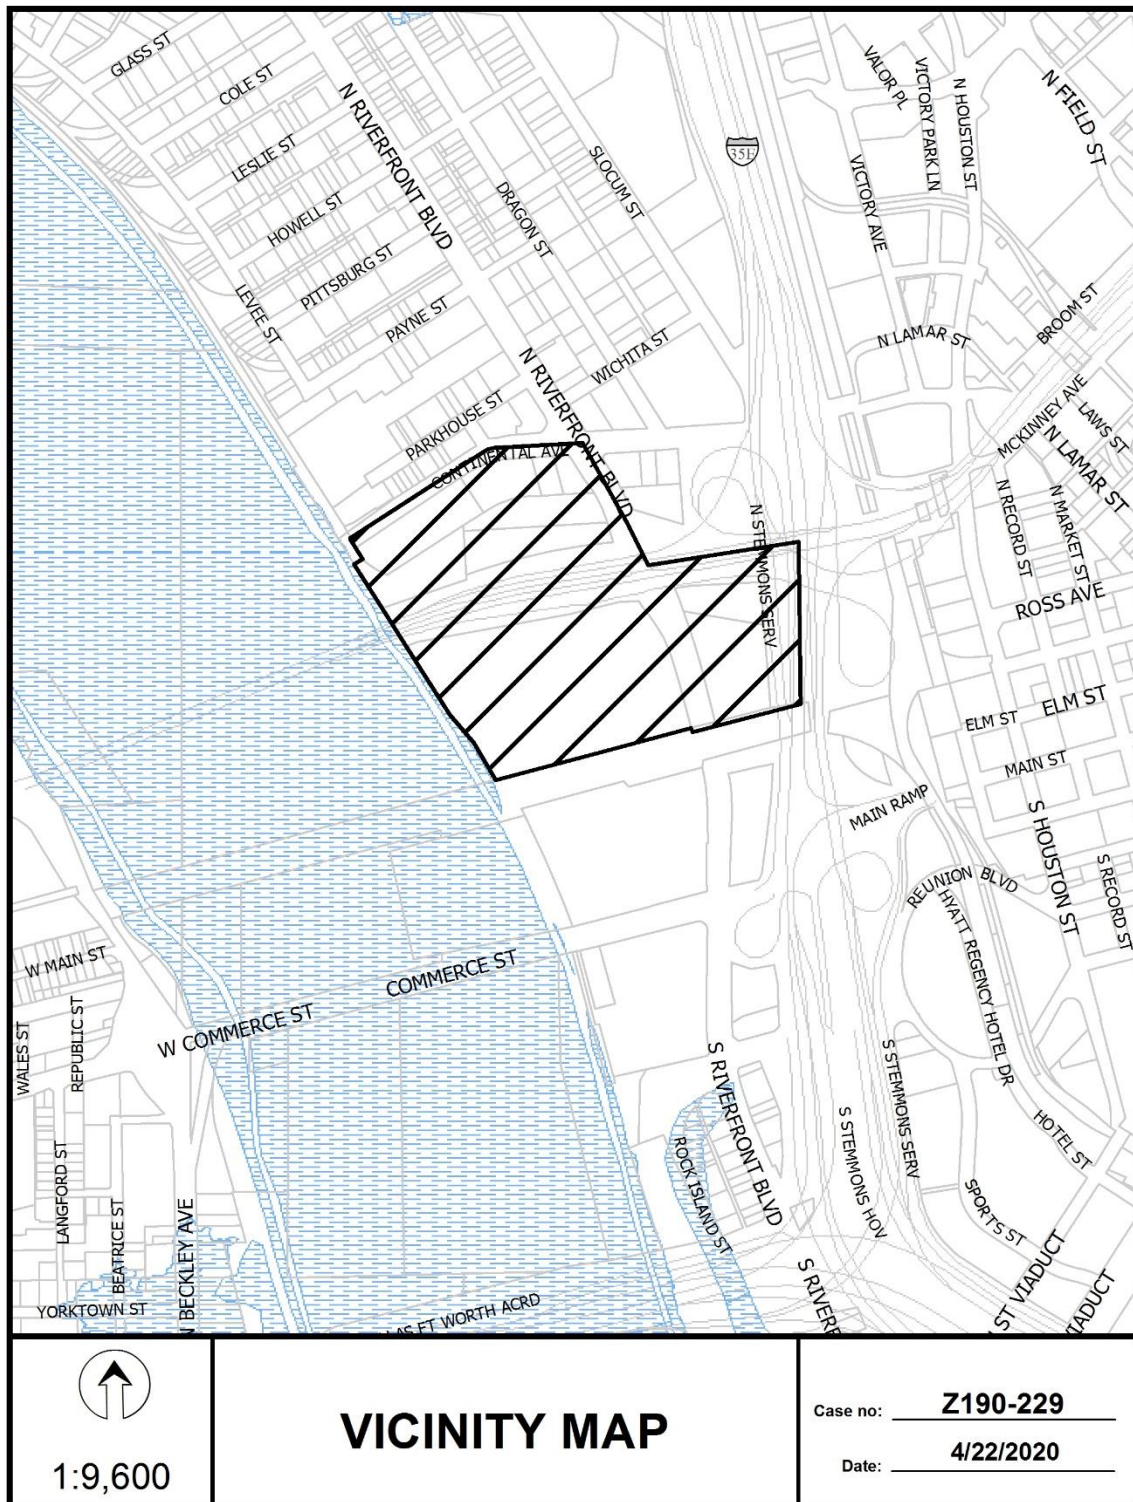 GLASS ST
COLE ST
LESLIE ST
HOWELL ST
PITTSBURG ST
PAYNE ST
LEVEE ST
N RIVERFRONT BLVD
DRAGON ST
SLOCUM ST
35E
VALOR PL
VICTORY PARK LN
N HOUSTON ST
N FIELD ST
VICTORY AVE
N LAMAR ST
BROOM ST
WICHITA ST
N RIVERFRONT BLVD
PARKHOUSE ST
CONTINENTAL AVE
MCKINNEY AVE
LAWS ST
N LAMAR ST
N RECORD ST
N MARKET ST
N STEMMONS SERV
ROSS AVE
ELM ST
ELM ST
MAIN ST
MAIN RAMP
S HOUSTON ST
S RECORD ST
REUNION BLVD
HYATT REGENCY HOTEL DR
W MAIN ST
COMMERCE ST
W COMMERCE ST
WALES ST
REPUBLIC ST
S RIVERFRONT BLVD
S STEMMONS SERV
S STEMMONS HOV
HOTEL ST
ROCK ISLAND ST
SPORTS ST
LANGFORD ST
BEATRICE ST
N BECKLEY AVE
YORKTOWN ST
FT WORTH ACRD
S RIVERF
ST VIADUCT
VIADUCT
1:9,600
VICINITY MAP
Case no: Z190-229
Date: 4/22/2020